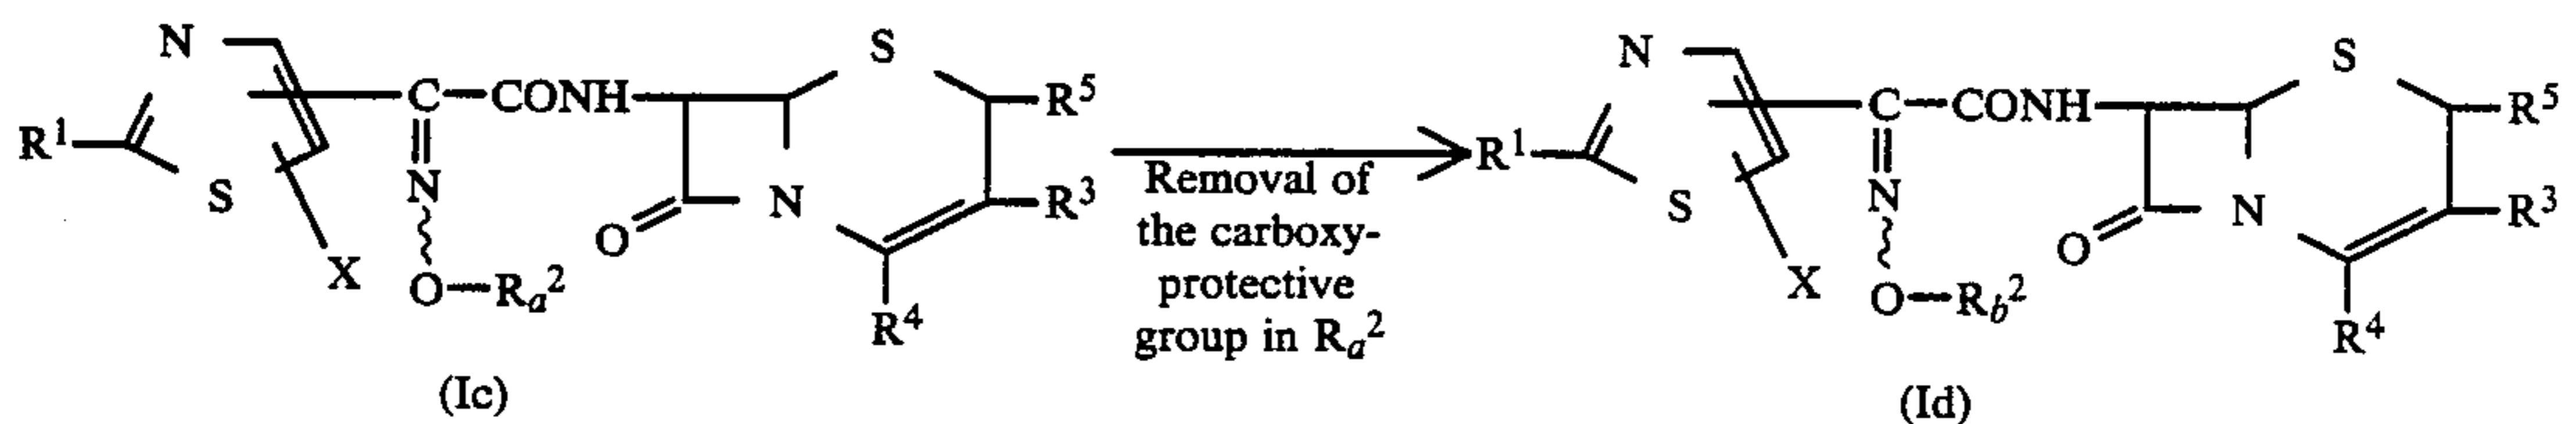 N S N S
C—CONH R⁵ C—CONH R⁵
R¹ R¹
S N N R³ S N N R³
O O
X O—Rₐ² X O—R_b²
R⁴ R⁴
Removal of
the carboxy-
protective
group in Rₐ²
(Ic) (Id)